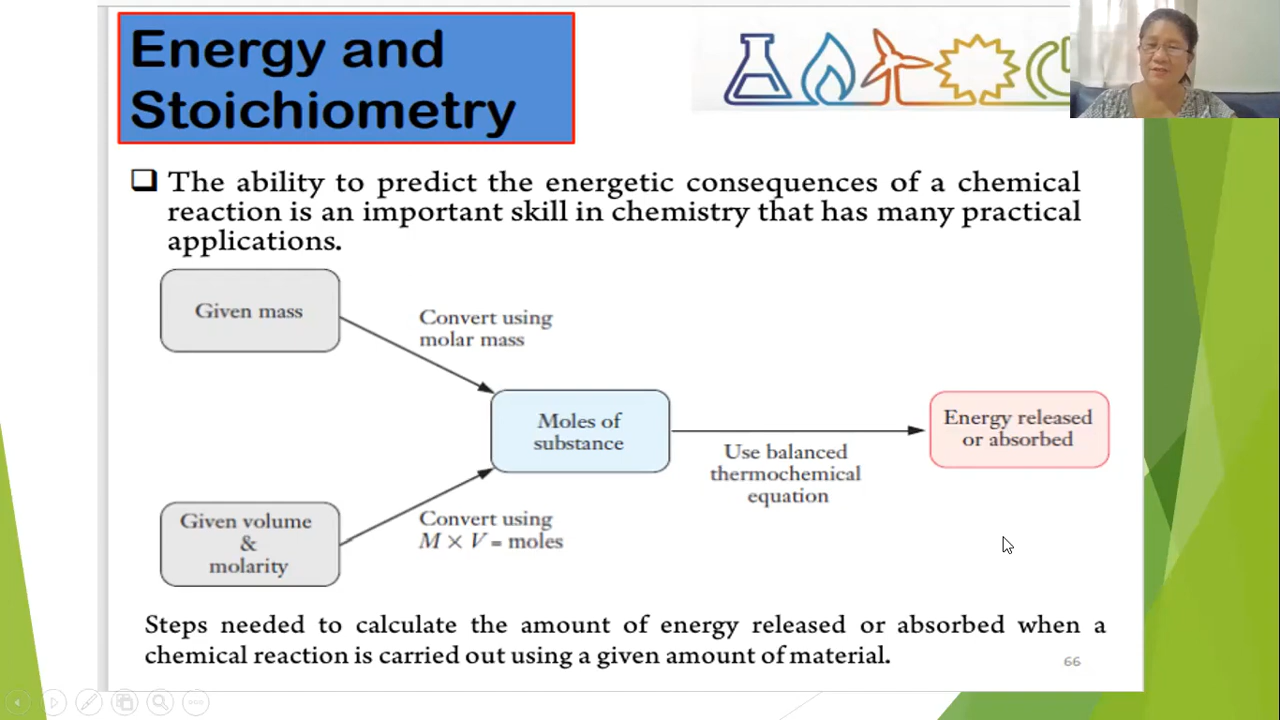 Energy and
Stoichiometry
The ability to predict the energetic consequences of a chemical
reaction is an important skill in chemistry that has many practical
applications.
Given mass
Convert using
molar mass
Moles of
substance
Energy released
or absorbed
Use balanced
thermochemical
equation
Given volume
&
molarity
Convert using
M × V = moles
Steps needed to calculate the amount of energy released or absorbed when a
chemical reaction is carried out using a given amount of material.
66